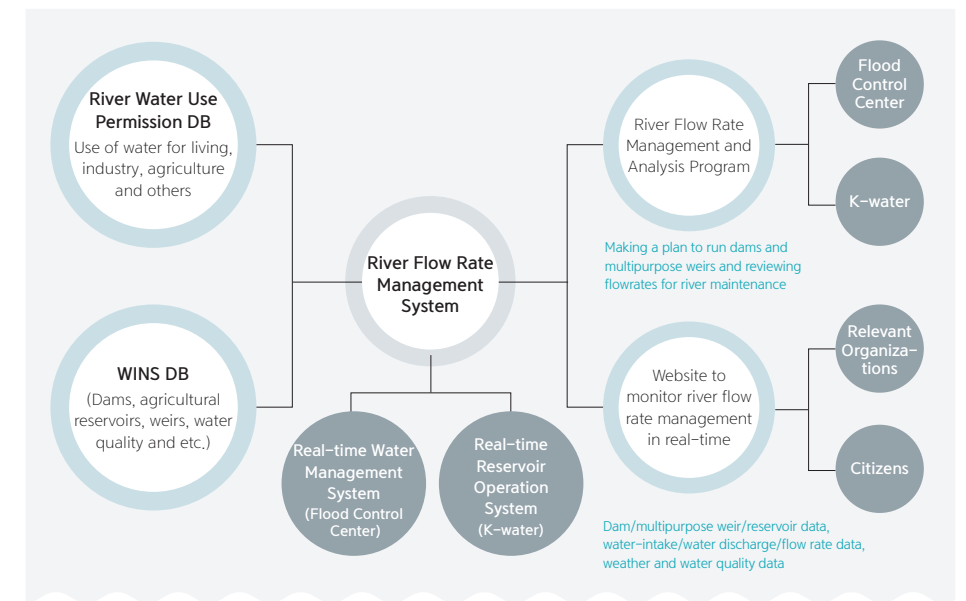 River Water Use
Permission DB
Use of water for living,
industry, agriculture
and others
WINS DB
(Dams, agricultural
reservoirs, weirs, water
quality and etc.)
River Flow Rate
Management
System
Real-time Water
Management
System
(Flood Control
Center)
Real-time
Reservoir
Operation
System
(K-water)
River Flow Rate
Management and
Analysis Program
Making a plan to run dams and
multipurpose weirs and reviewing
flowrates for river maintenance
Flood
Control
Center
K-water
Website to
monitor river flow
rate management
in real-time
Dam/multipurpose weir/reservoir data,
water-intake/water discharge/flow rate data,
weather and water quality data
Relevant
Organiza-
tions
Citizens